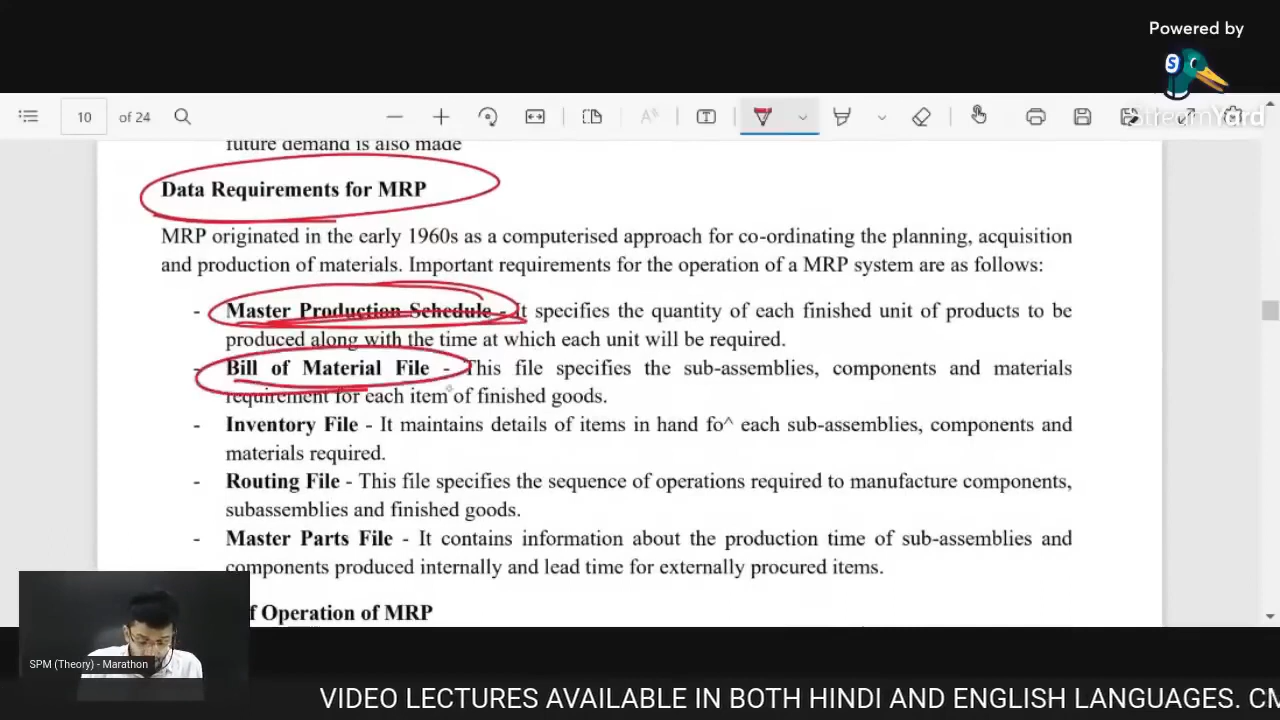 Powered by
StreamYard
10 of 24
future demand is also made
Data Requirements for MRP
MRP originated in the early 1960s as a computerised approach for co-ordinating the planning, acquisition
and production of materials. Important requirements for the operation of a MRP system are as follows:
- Master Production Schedule - It specifies the quantity of each finished unit of products to be
produced along with the time at which each unit will be required.
- Bill of Material File - This file specifies the sub-assemblies, components and materials
requirement for each item of finished goods.
- Inventory File - It maintains details of items in hand fo^ each sub-assemblies, components and
materials required.
- Routing File - This file specifies the sequence of operations required to manufacture components,
subassemblies and finished goods.
- Master Parts File - It contains information about the production time of sub-assemblies and
components produced internally and lead time for externally procured items.
f Operation of MRP
SPM (Theory) - Marathon
VIDEO LECTURES AVAILABLE IN BOTH HINDI AND ENGLISH LANGUAGES. CM